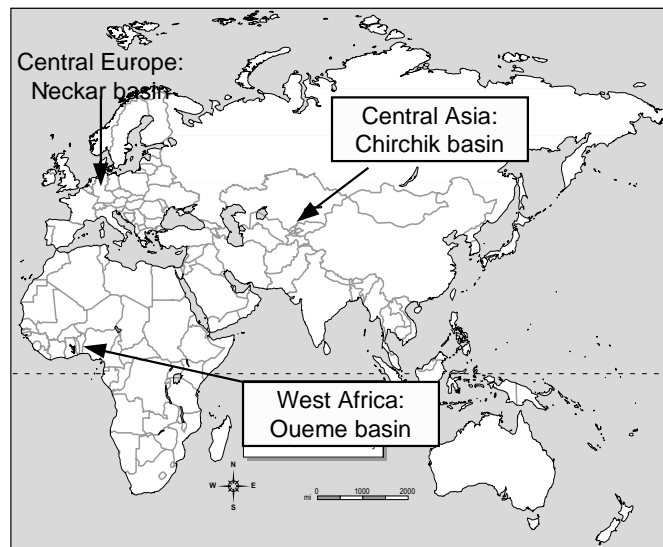 Central Europe:
Neckar basin
Central Asia:
Chirchik basin
West Africa:
Oueme basin
N
W E
S
mi 0 1000 2000